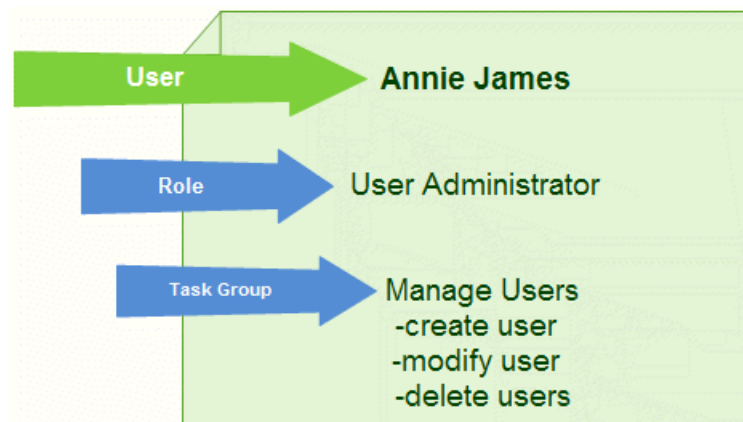 User
Annie James
Role
User Administrator
Task Group
Manage Users
-create user
-modify user
-delete users